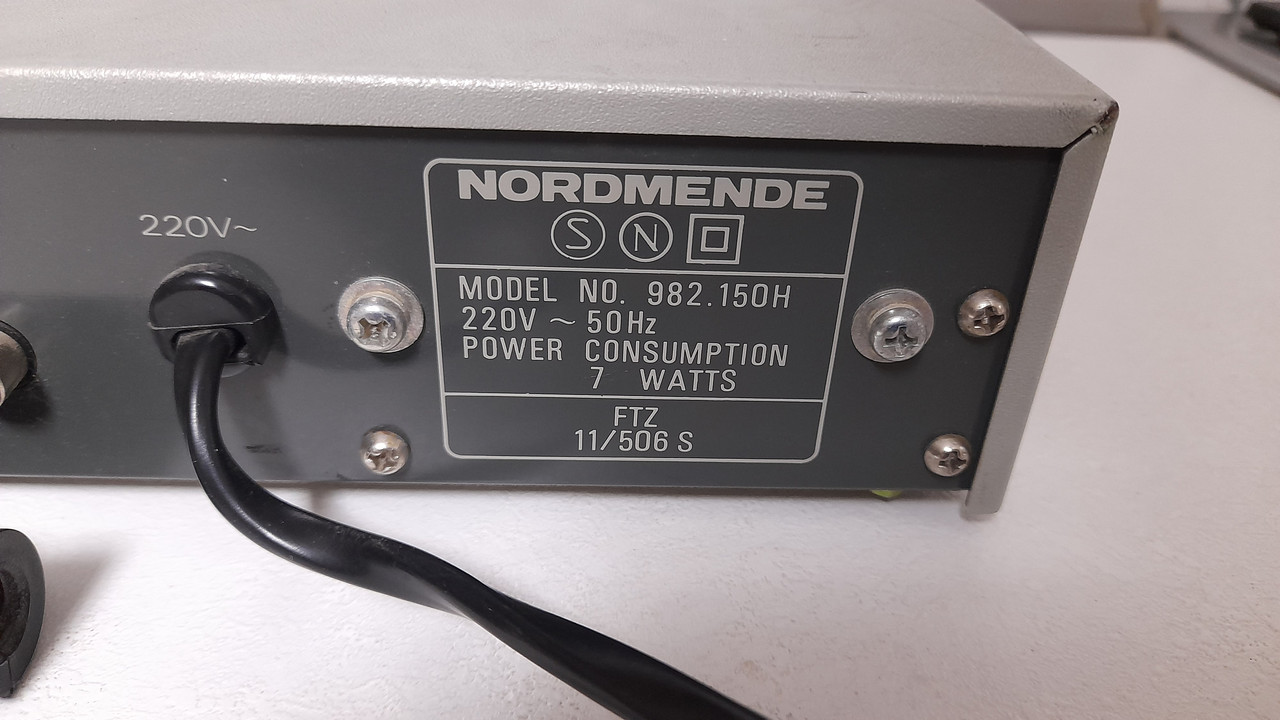 220V~
NORDMENDE
S N
MODEL NO. 982.150H
220V ~ 50Hz
POWER CONSUMPTION
7 WATTS
FTZ
11/506 S